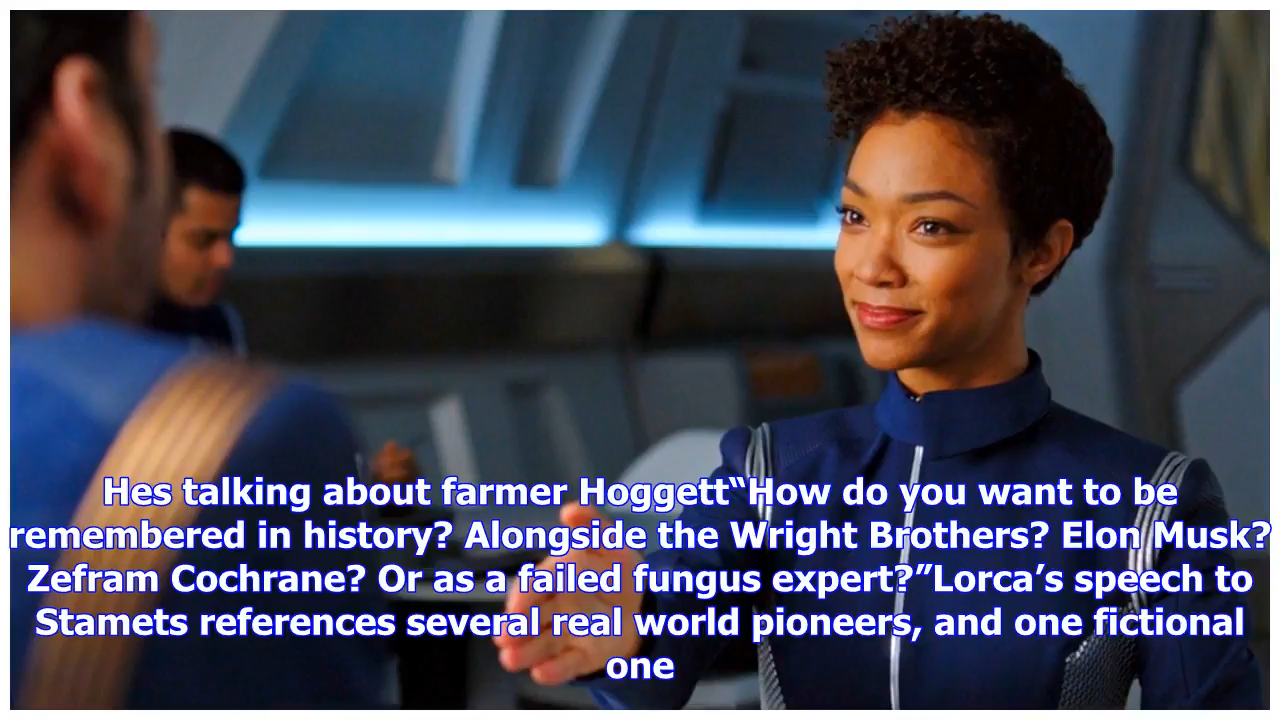 Hes talking about farmer Hoggett“How do you want to be
remembered in history? Alongside the Wright Brothers? Elon Musk?
Zefram Cochrane? Or as a failed fungus expert?”Lorca’s speech to
Stamets references several real world pioneers, and one fictional
one